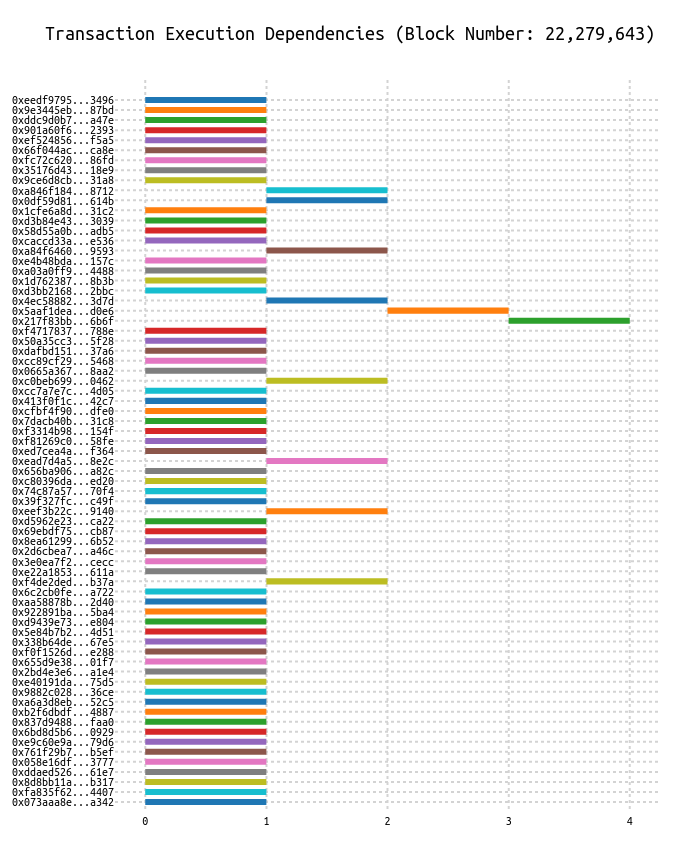 Transaction Execution Dependencies (Block Number: 22,279,643)
0xeedf9795...3496
0x9e3445eb...87bd
0xddc9d0b7...a47e
0x901a60f6...2393
0xef524856...f5a5
0x66f044ac...ca8e
0xfc72c620...86fd
0x35176d43...18e9
0x9ce6d8cb...31a8
0xa846f184...8712
0x0df59d81...614b
0x1cfe6a8d...31c2
0xd3b84e43...3039
0x58d55a0b...adb5
0xcaccd33a...e536
0xa84f6460...9593
0xe4b48bda...157c
0xa03a0ff9...4488
0x1d762387...8b3b
0xd3bb2168...2bbc
0x4ec58882...3d7d
0x5aaf1dea...d0e6
0x217f83bb...6b6f
0xf4717837...788e
0x50a35cc3...5f28
0xdafbd151...37a6
0xcc89cf29...5468
0x0665a367...8aa2
0xc0beb699...0462
0xcc7a7e7c...4d05
0x413f0f1c...42c7
0xcfbf4f90...dfe0
0x7dacb40b...31c8
0xf3314b98...154f
0xf81269c0...58fe
0xed7cea4a...f364
0xead7d4a5...8e2c
0x656ba906...a82c
0xc80396da...ed20
0x74c87a57...70f4
0x39f327fc...c49f
0xeef3b22c...9140
0xd5962e23...ca22
0x69ebdf75...cb87
0x8ea61299...6b52
0x2d6cbea7...a46c
0x3e0ea7f2...cecc
0xe22a1853...611a
0xf4de2ded...b37a
0x6c2cb0fe...a722
0xaa58878b...2d40
0x922891ba...5ba4
0xd9439e73...e804
0x5e84b7b2...4d51
0x338b64de...67e5
0xf0f1526d...e288
0x655d9e38...01f7
0x2bd4e3e6...a1e4
0xe40191da...75d5
0x9882c028...36ce
0xa6a3d8eb...52c5
0xb2f6dbdf...4887
0x837d9488...faa0
0x6bd8d5b6...0929
0xe9c60e9a...79d6
0x761f29b7...b5ef
0x058e16df...3777
0xddaed526...61e7
0x8d8bb11a...b317
0xfa835f62...4407
0x073aaa8e...a342
0 1 2 3 4